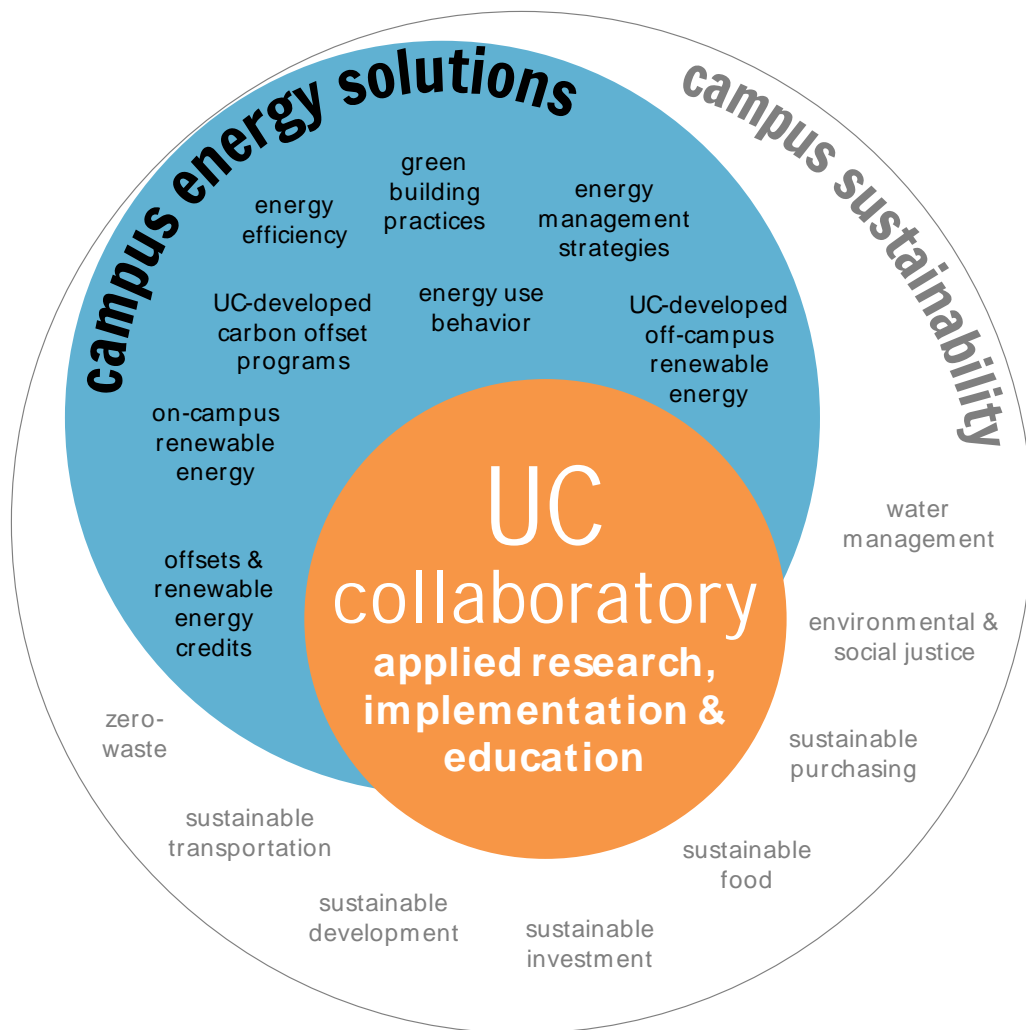 campus energy solutions
campus sustainability
green
building
practices
energy
efficiency
energy
management
strategies
UC-developed
carbon offset
programs
energy use
behavior
UC-developed
off-campus
renewable
energy
on-campus
renewable
energy
offsets &
renewable
energy
credits
UC
collaboratory
applied research,
implementation &
education
water
management
environmental &
social justice
sustainable
purchasing
sustainable
food
sustainable
investment
sustainable
development
sustainable
transportation
zero-
waste